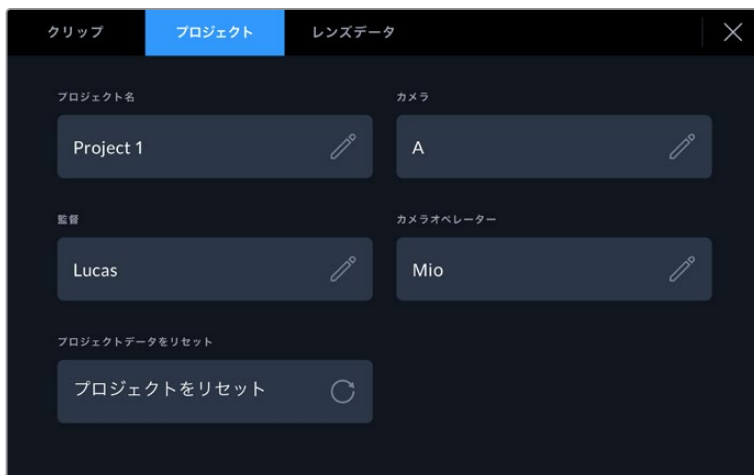 クリップ プロジェクト レンズデータ
プロジェクト名 カメラ
Project 1 A
監督 カメラオペレーター
Lucas Mio
プロジェクトデータをリセット
プロジェクトをリセット